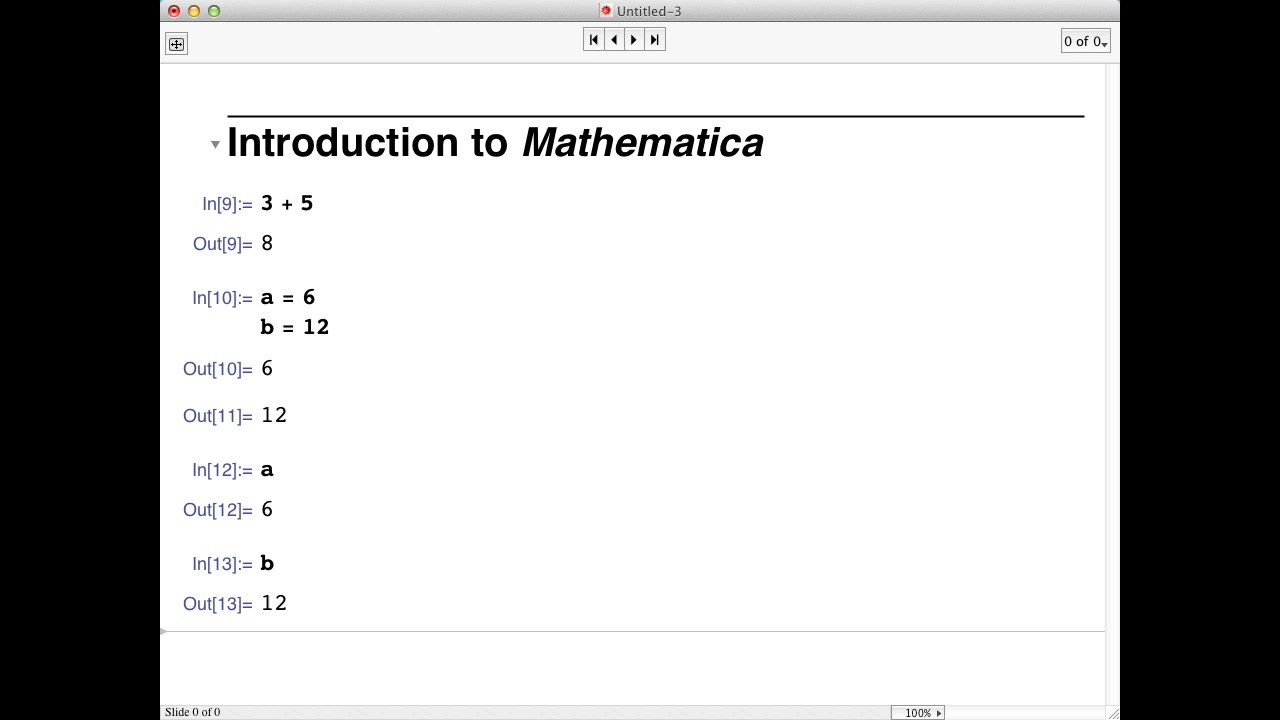 Untitled-3
0 of 0
Introduction to Mathematica
In[9]:= 3 + 5
Out[9]= 8
In[10]:= a = 6
b = 12
Out[10]= 6
Out[11]= 12
In[12]:= a
Out[12]= 6
In[13]:= b
Out[13]= 12
Slide 0 of 0
100%